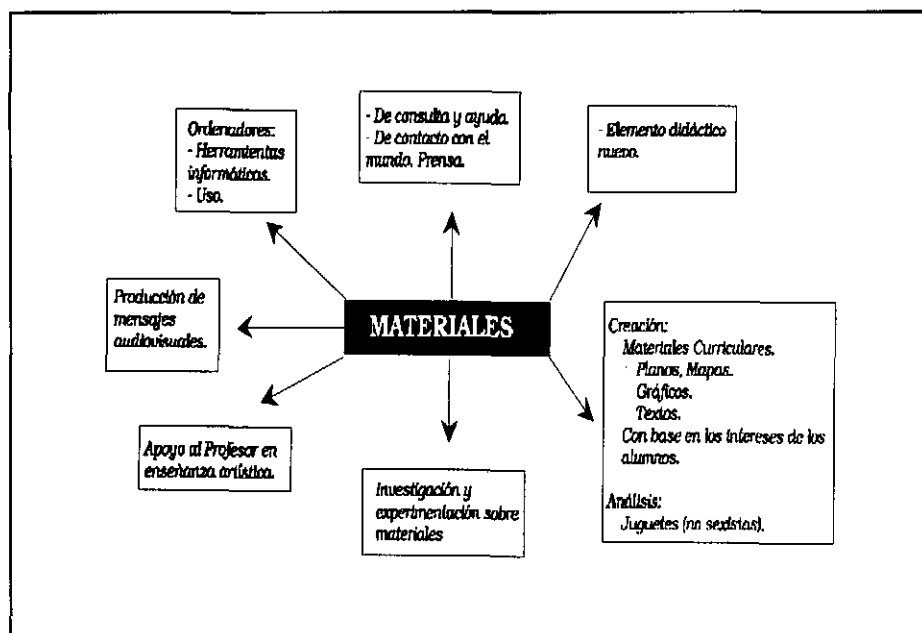 Ordenadores:
- Herramientas
informáticas.
- Uso.
- De consulta y ayuda.
- De contacto con el
mundo. Prensa.
- Elemento didáctico
nuevo.
Producción de
mensajes
audiovisuales.
MATERIALES
Creación:
Materiales Curriculares.
Planos, Mapas.
Gráficos.
Textos.
Con base en los intereses de los
alumnos.
Análisis:
Juguetes (no sexistas).
Apoyo al Profesor en
enseñanza artística.
Investigación y
experimentación sobre
materiales